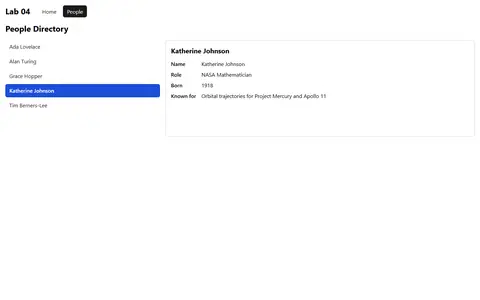 Lab 04 Home People
People Directory
Ada Lovelace
Alan Turing
Grace Hopper
Katherine Johnson
Tim Berners-Lee
Katherine Johnson
Name Katherine Johnson
Role NASA Mathematician
Born 1918
Known for Orbital trajectories for Project Mercury and Apollo 11